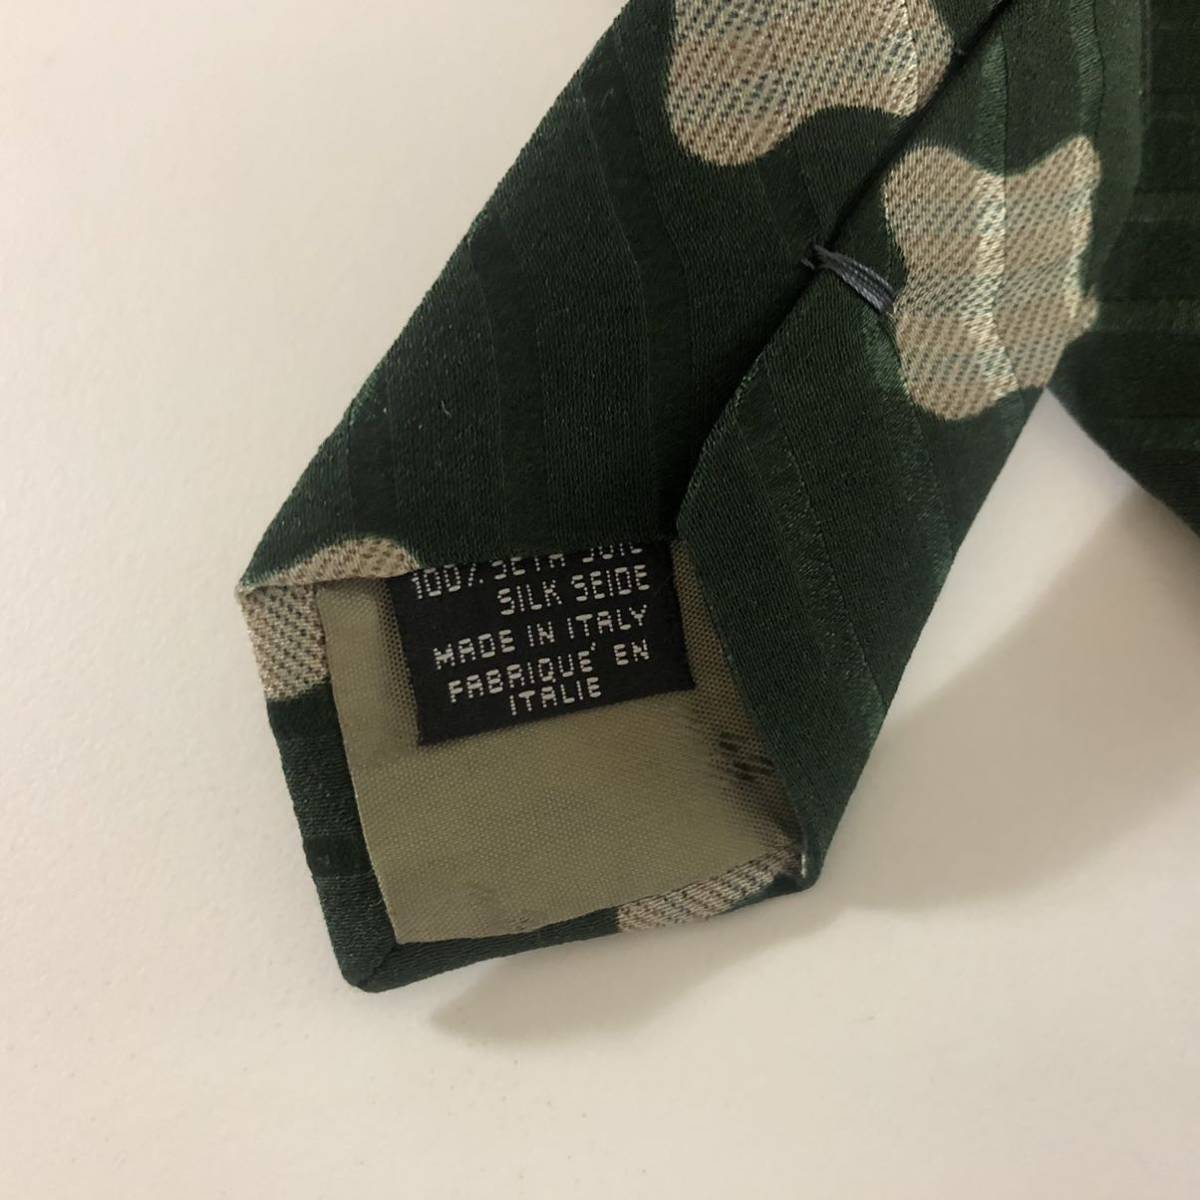 100% SETA SOIE
SILK SEIDE
MADE IN ITALY
FABRIQUE' EN
ITALIE